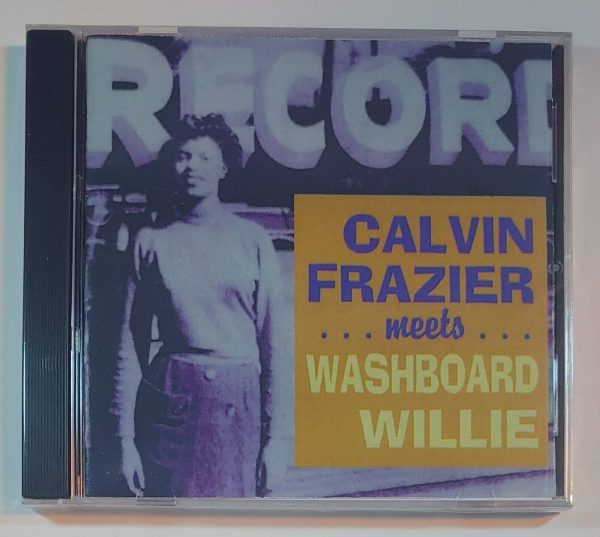 RECORD
CALVIN
FRAZIER
. . . meets . . .
WASHBOARD
WILLIE